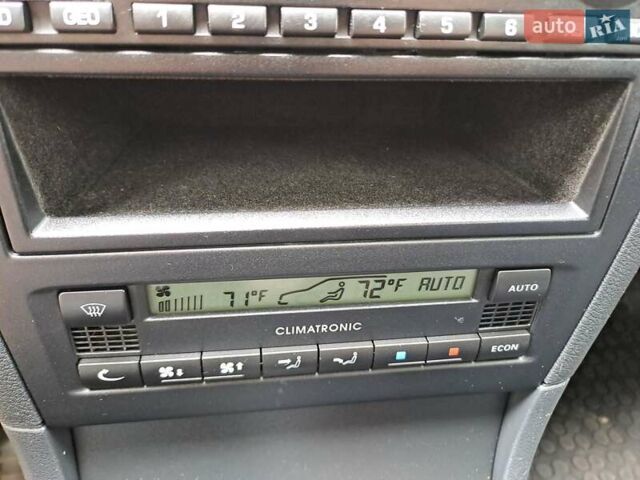 D GEO 1 2 3 4 5 6
auto RIA
71°F 72°F AUTO
AUTO
CLIMATRONIC
ECON